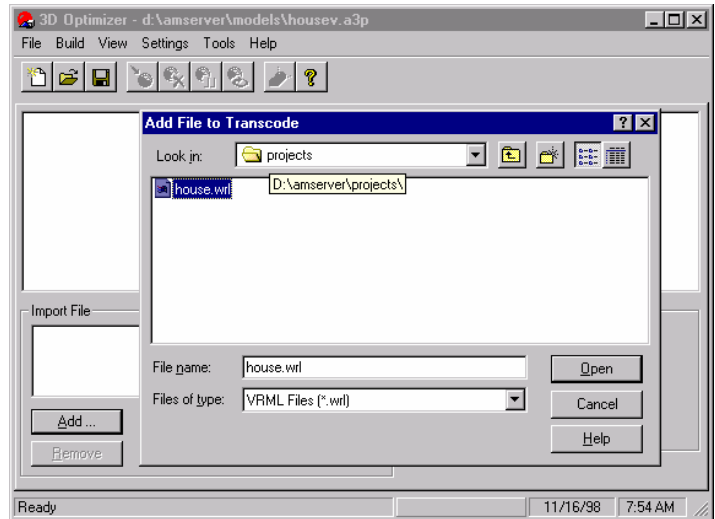 3D Optimizer - d:\amserver\models\housev.a3p
File Build View Settings Tools Help
Add File to Transcode
Look in: projects
house.wrl
D:\amserver\projects\
Import File
File name: house.wrl
Open
Files of type: VRML Files (*.wrl)
Cancel
Add ...
Help
Remove
Ready 11/16/98 7:54 AM